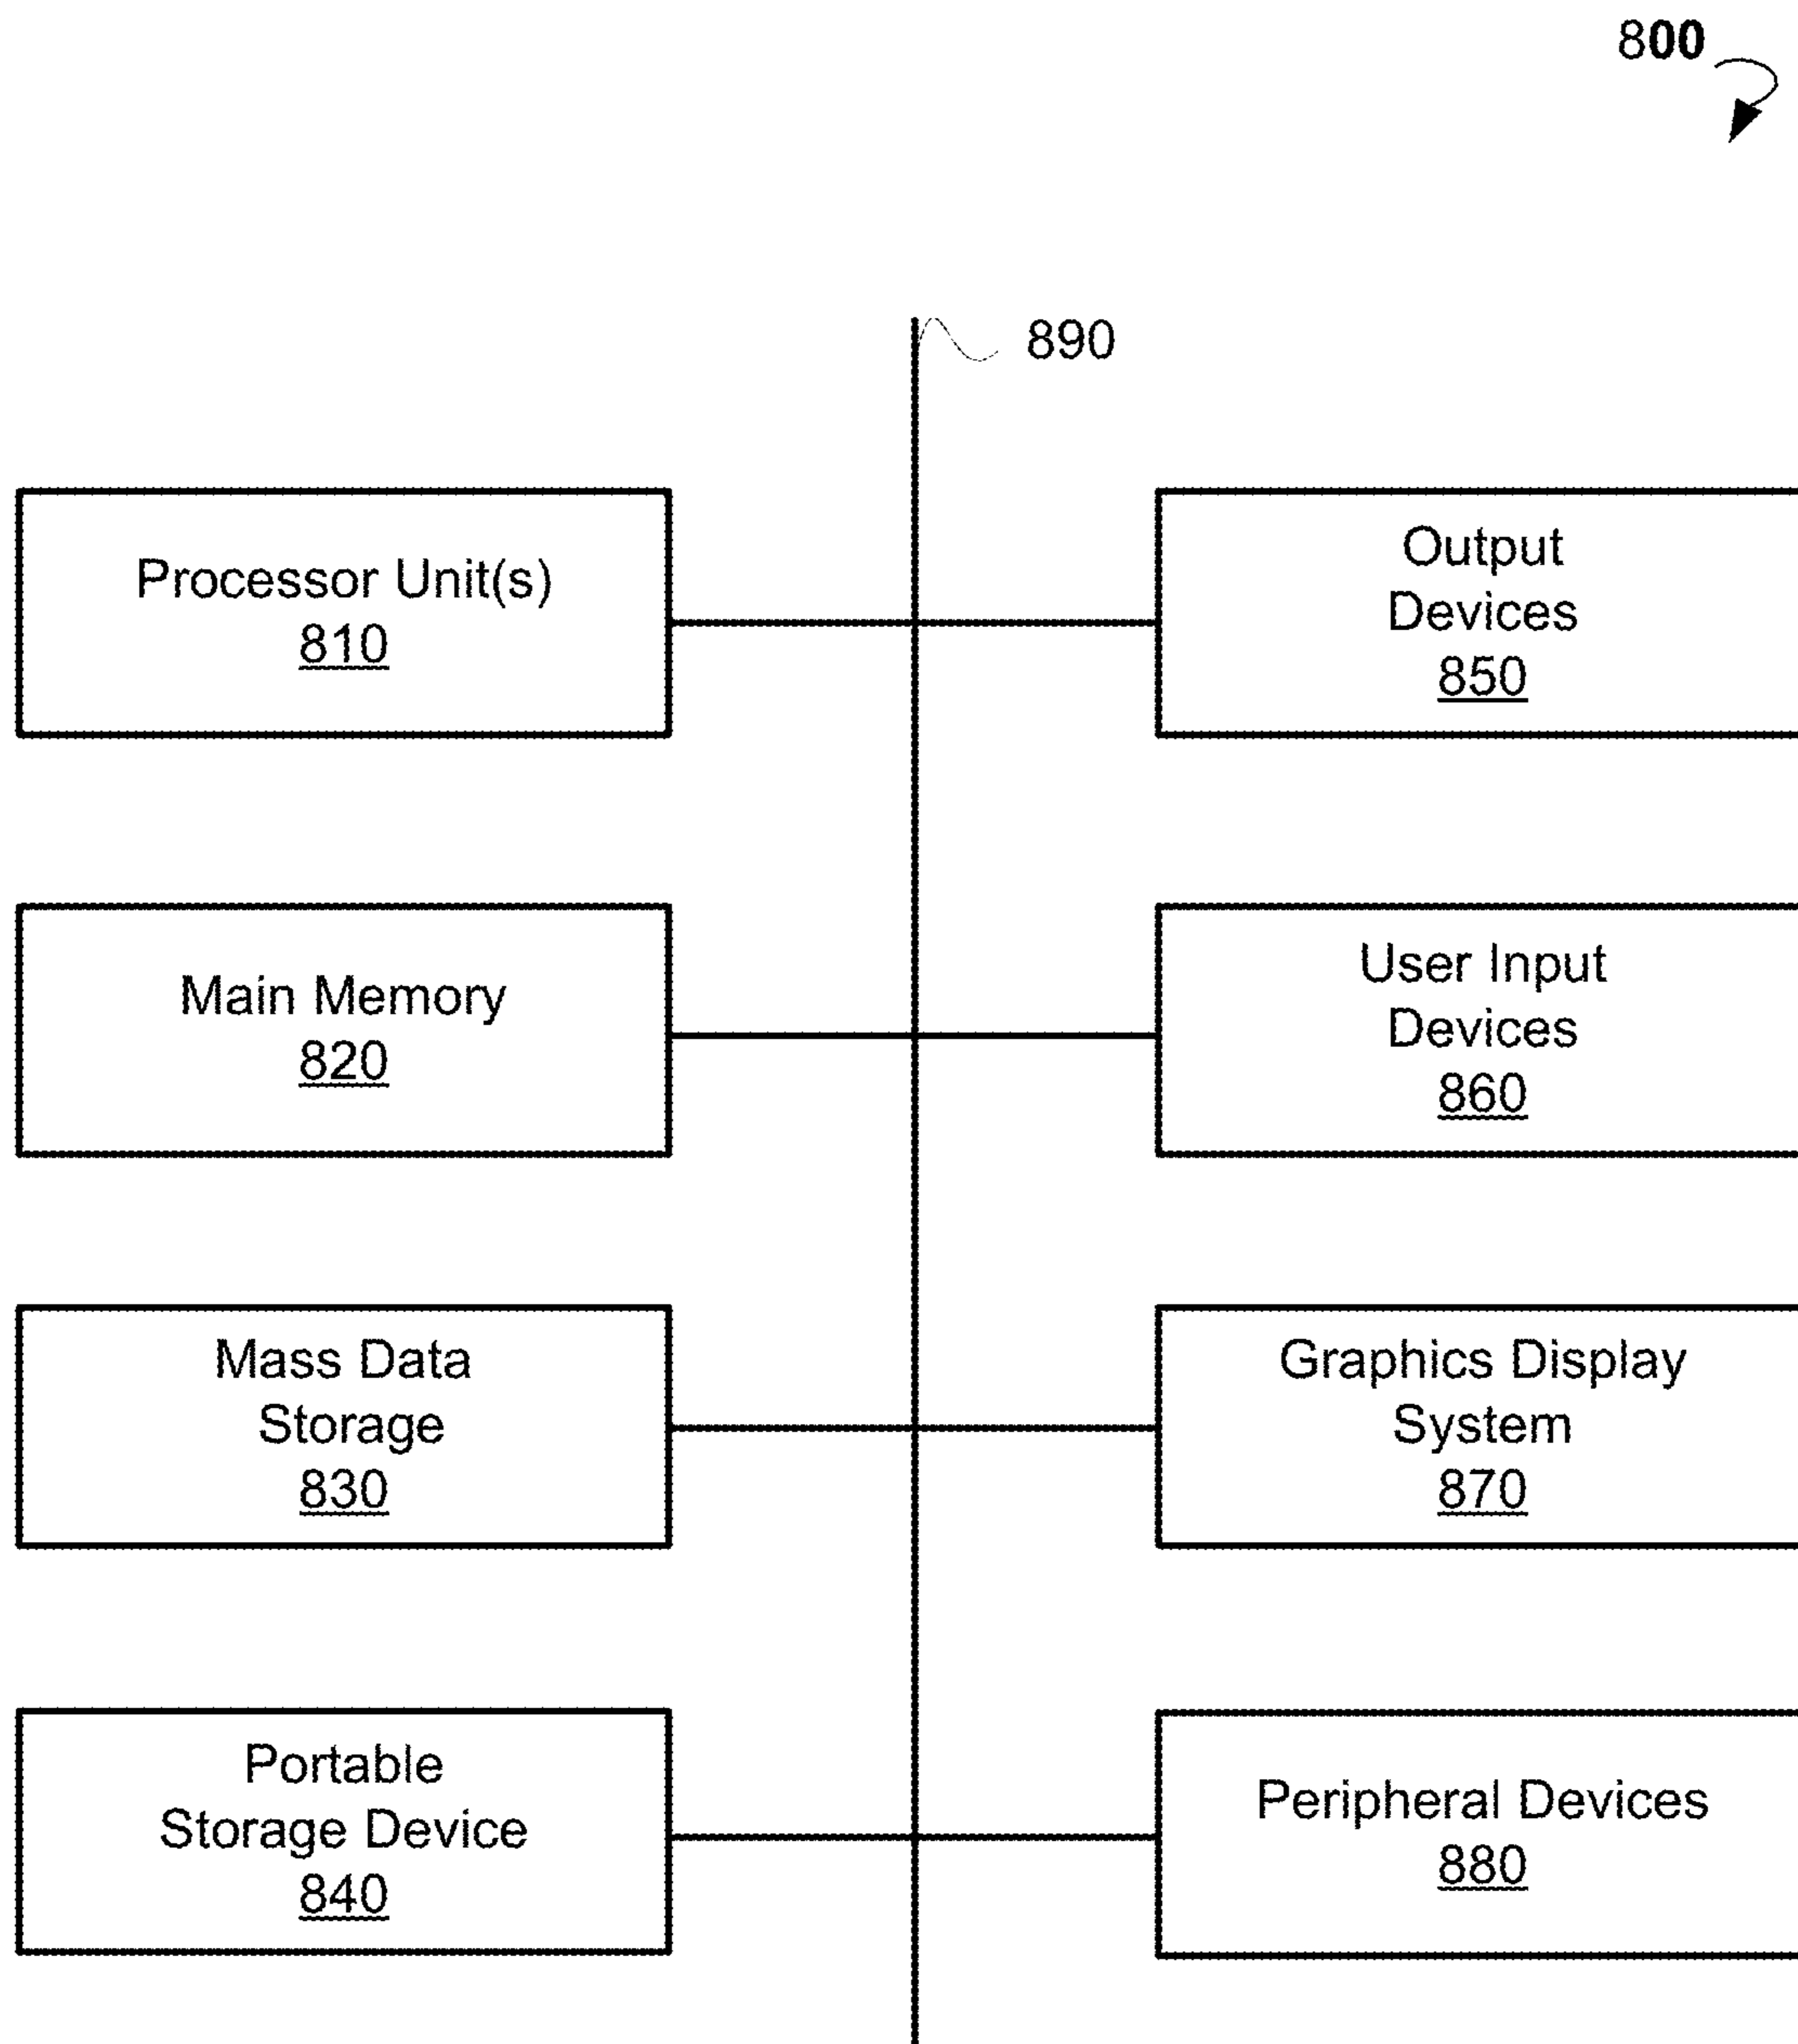 800
890
Processor Unit(s)
810
Output
Devices
850
Main Memory
820
User Input
Devices
860
Mass Data
Storage
830
Graphics Display
System
870
Portable
Storage Device
840
Peripheral Devices
880